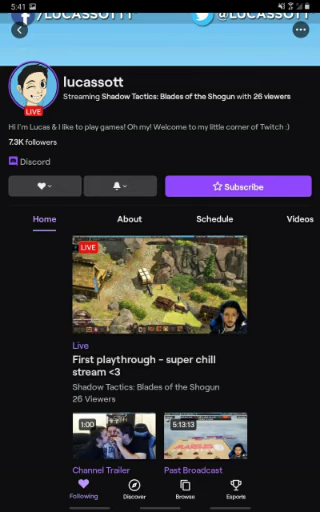 5:41
/LUCASSOTT
@LUCASSOTT
LIVE
lucassott
Streaming Shadow Tactics: Blades of the Shogun with 26 viewers
Hi I'm Lucas & I like to play games! Oh my! Welcome to my little corner of Twitch :)
7.3K followers
Discord
Subscribe
Home About Schedule Videos
LIVE
Live
First playthrough - super chill
stream <3
Shadow Tactics: Blades of the Shogun
26 Viewers
1:00 5:13:13
Channel Trailer Past Broadcast
Following Discover Browse Esports